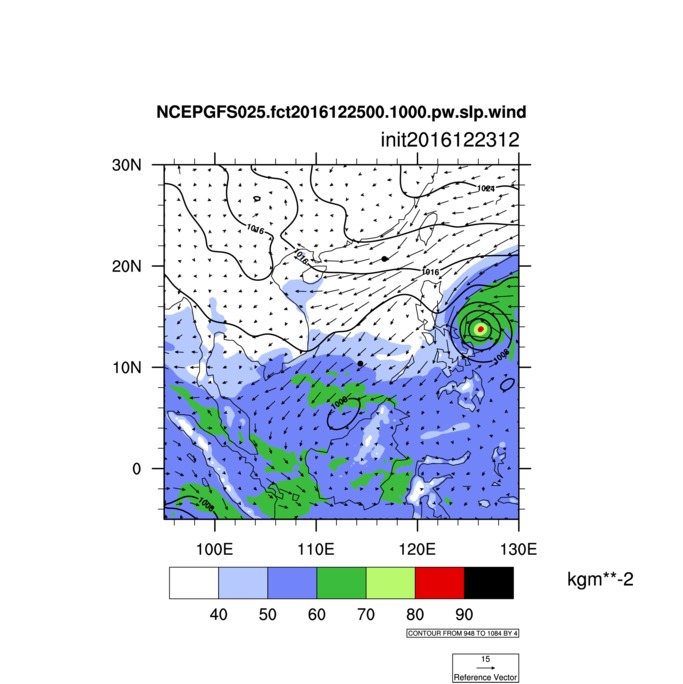 NCEPGFS025.fct2016122500.1000.pw.slp.wind
init2016122312
30N
1024
1016
1016
20N
1016
1008
10N
1008
0
1008
100E
110E
120E
130E
kgm**-2
40
50
60
70
80
90
CONTOUR FROM 948 TO 1084 BY 4
15
Reference Vector